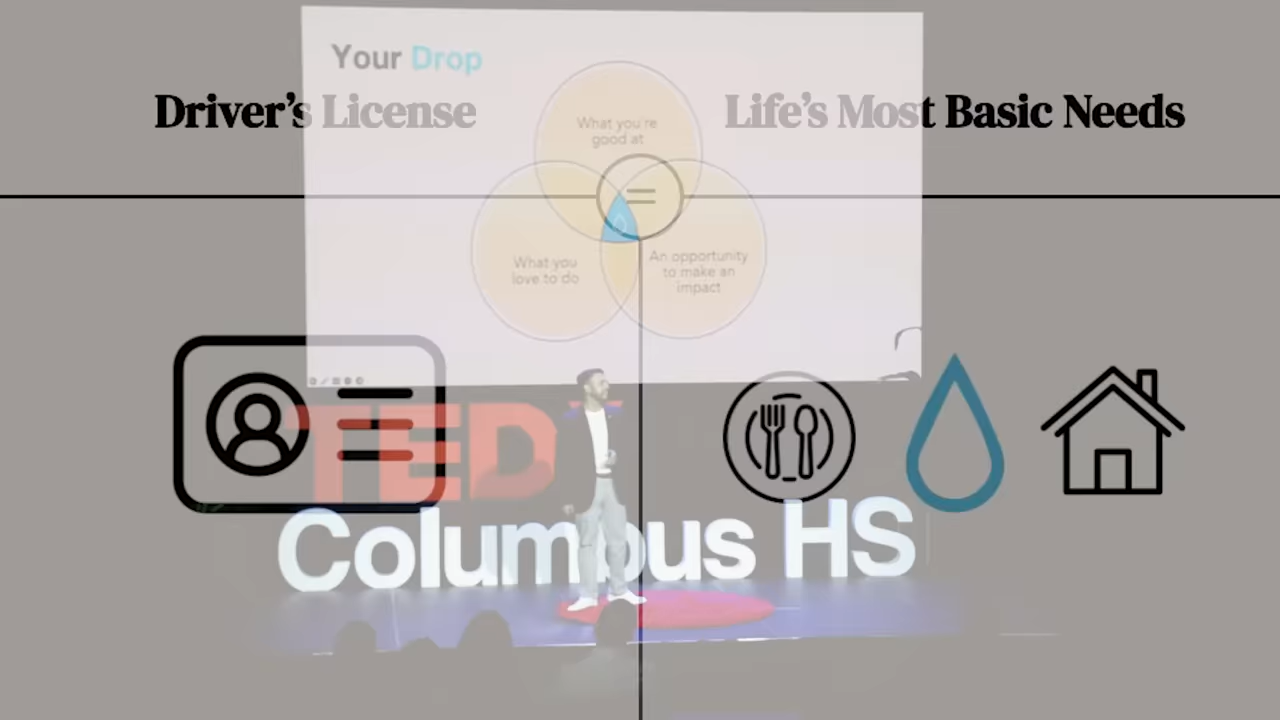 Your Drop
Driver's License
Life's Most Basic Needs
What you're
good at
=
What you
love to do
An opportunity
to make an
impact
TEDx
Columbus HS